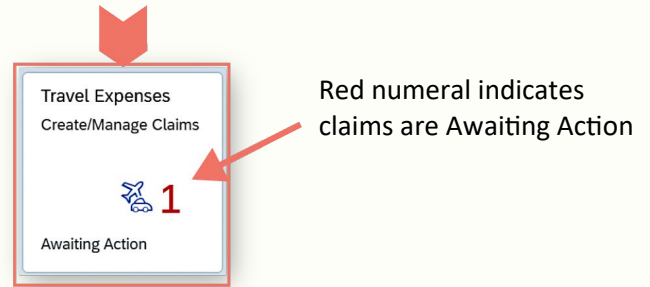 Travel Expenses
Create/Manage Claims
1
Awaiting Action
Red numeral indicates
claims are Awaiting Action